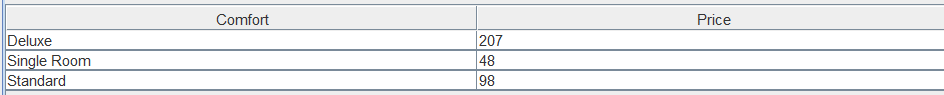 Comfort Price
Deluxe 207
Single Room 48
Standard 98